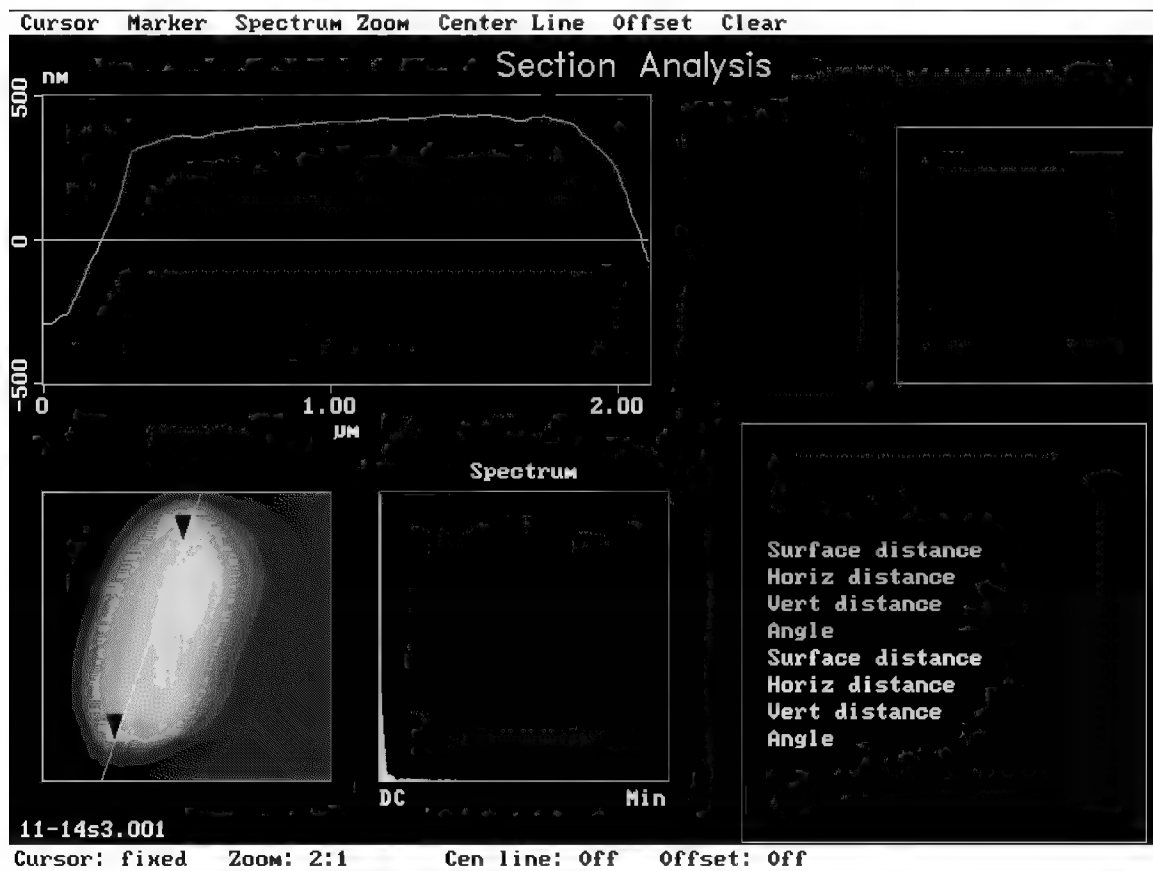 Cursor Marker Spectrum Zoom Center Line Offset Clear
Section Analysis
nM
500
0
-500
0 1.00 2.00
µM
Spectrum
DC Min
Surface distance
Horiz distance
Vert distance
Angle
Surface distance
Horiz distance
Vert distance
Angle
11-14s3.001
Cursor: fixed Zoom: 2:1 Cen line: Off Offset: Off